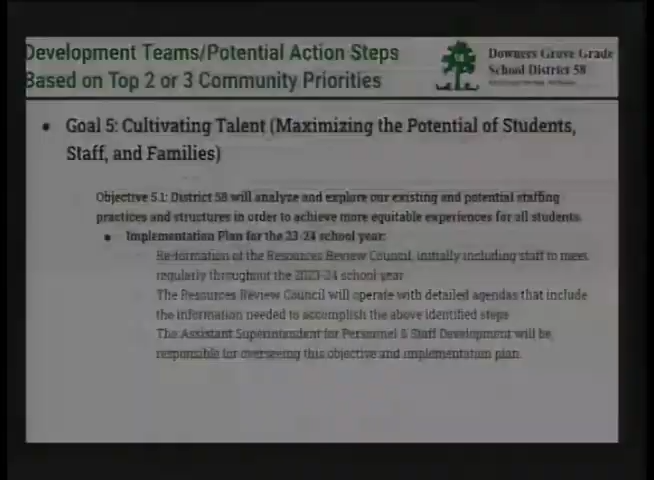 Development Teams/Potential Action Steps
Based on Top 2 or 3 Community Priorities
Downers Grove Grade
School District 58
• Goal 5: Cultivating Talent (Maximizing the Potential of Students,
Staff, and Families)
Objective 5.1: District 58 will analyze and explore our existing and potential staffing
practices and structures in order to achieve more equitable experiences for all students.
• Implementation Plan for the 23-24 school year:
Re-formation of the Resources Review Council, initially including staff to meet
regularly throughout the 2023-24 school year
The Resources Review Council will operate with detailed agendas that include
the information needed to accomplish the above identified steps
The Assistant Superintendent for Personnel & Staff Development will be
responsible for overseeing this objective and implementation plan.